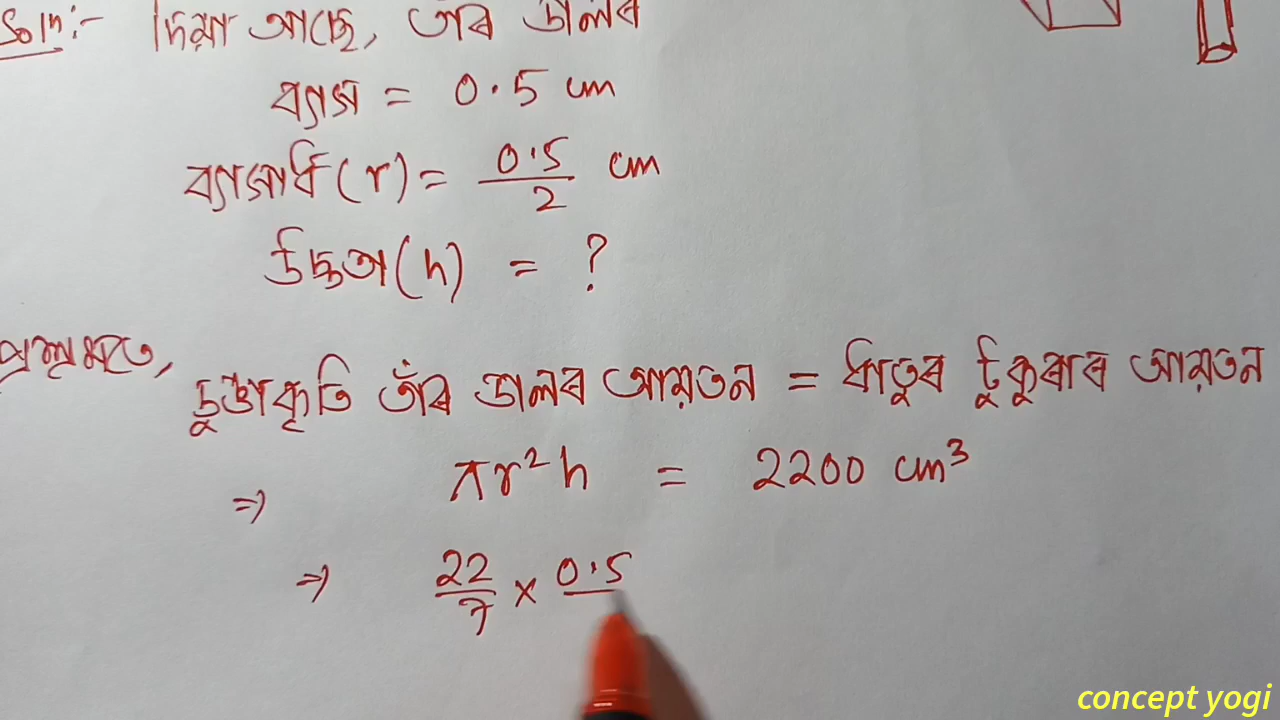 Soln:- দিয়া আছে, তাঁৰ ডালৰ
ব্যাস = 0.5 cm
ব্যাসাৰ্ধ (r) = 0.5/2 cm
উচ্চতা (h) = ?
প্ৰশ্নমতে,
চুঙাকৃতি তাঁৰ ডালৰ আয়তন = ধাতুৰ টুকুৰাৰ আয়তন
⇒ πr²h = 2200 cm³
⇒ 22/7 × 0.5
concept yogi